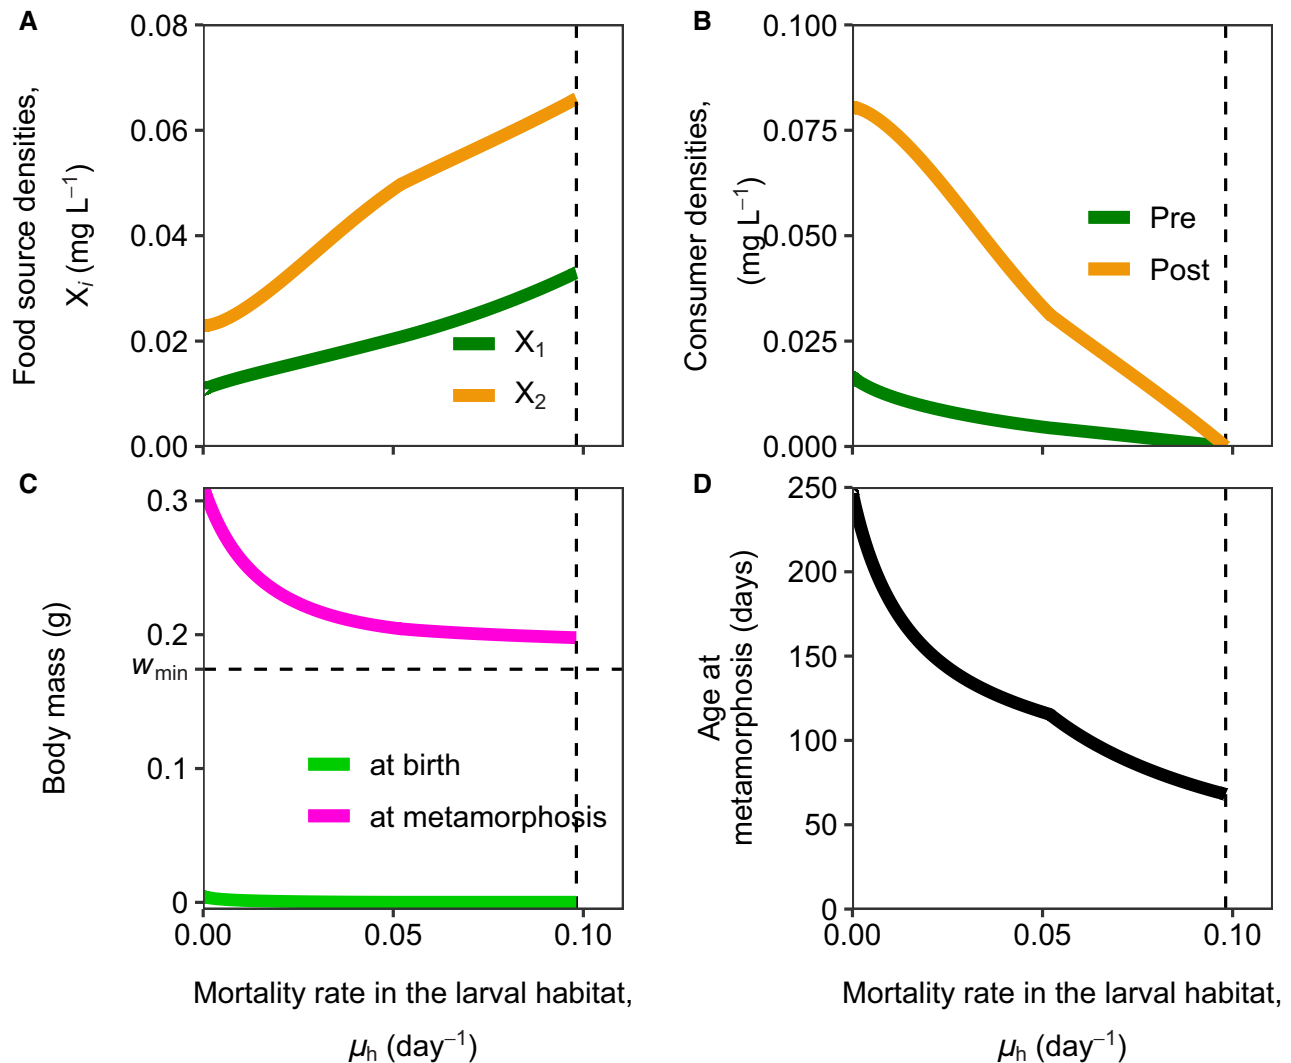 A
0.08
0.06
0.04
0.02
0.00
Food source densities,
Xi (mg L−1)
X1
X2
B
0.100
0.075
0.050
0.025
0.000
Consumer densities,
(mg L−1)
Pre
Post
C
0.3
0.2
wmin
0.1
0
Body mass (g)
at birth
at metamorphosis
0.00 0.05 0.10
Mortality rate in the larval habitat,
μh (day−1)
D
250
200
150
100
50
0
Age at
metamorphosis (days)
0.00 0.05 0.10
Mortality rate in the larval habitat,
μh (day−1)